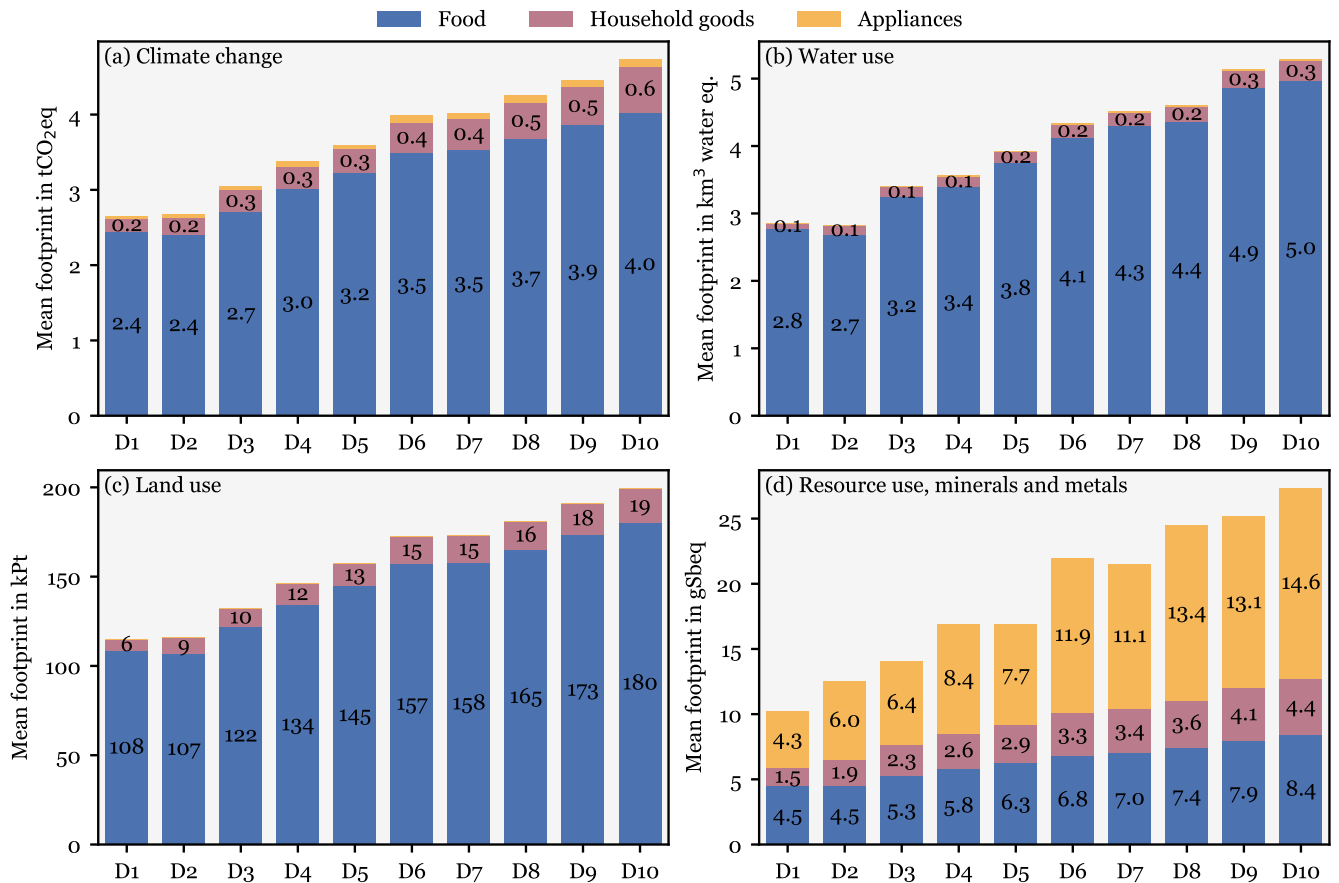 Food Household goods Appliances
(a) Climate change
Mean footprint in tCO₂eq
4
3
2
1
0
0.2 0.2 0.3 0.3 0.3 0.4 0.4 0.5 0.5 0.6
2.4 2.4 2.7 3.0 3.2 3.5 3.5 3.7 3.9 4.0
D1 D2 D3 D4 D5 D6 D7 D8 D9 D10
(b) Water use
Mean footprint in km³ water eq.
5
4
3
2
1
0
0.1 0.1 0.1 0.1 0.2 0.2 0.2 0.2 0.3 0.3
2.8 2.7 3.2 3.4 3.8 4.1 4.3 4.4 4.9 5.0
D1 D2 D3 D4 D5 D6 D7 D8 D9 D10
(c) Land use
Mean footprint in kPt
200
150
100
50
0
6 9 10 12 13 15 15 16 18 19
108 107 122 134 145 157 158 165 173 180
D1 D2 D3 D4 D5 D6 D7 D8 D9 D10
(d) Resource use, minerals and metals
Mean footprint in gSbeq
25
20
15
10
5
0
4.3 6.0 6.4 8.4 7.7 11.9 11.1 13.4 13.1 14.6
1.5 1.9 2.3 2.6 2.9 3.3 3.4 3.6 4.1 4.4
4.5 4.5 5.3 5.8 6.3 6.8 7.0 7.4 7.9 8.4
D1 D2 D3 D4 D5 D6 D7 D8 D9 D10